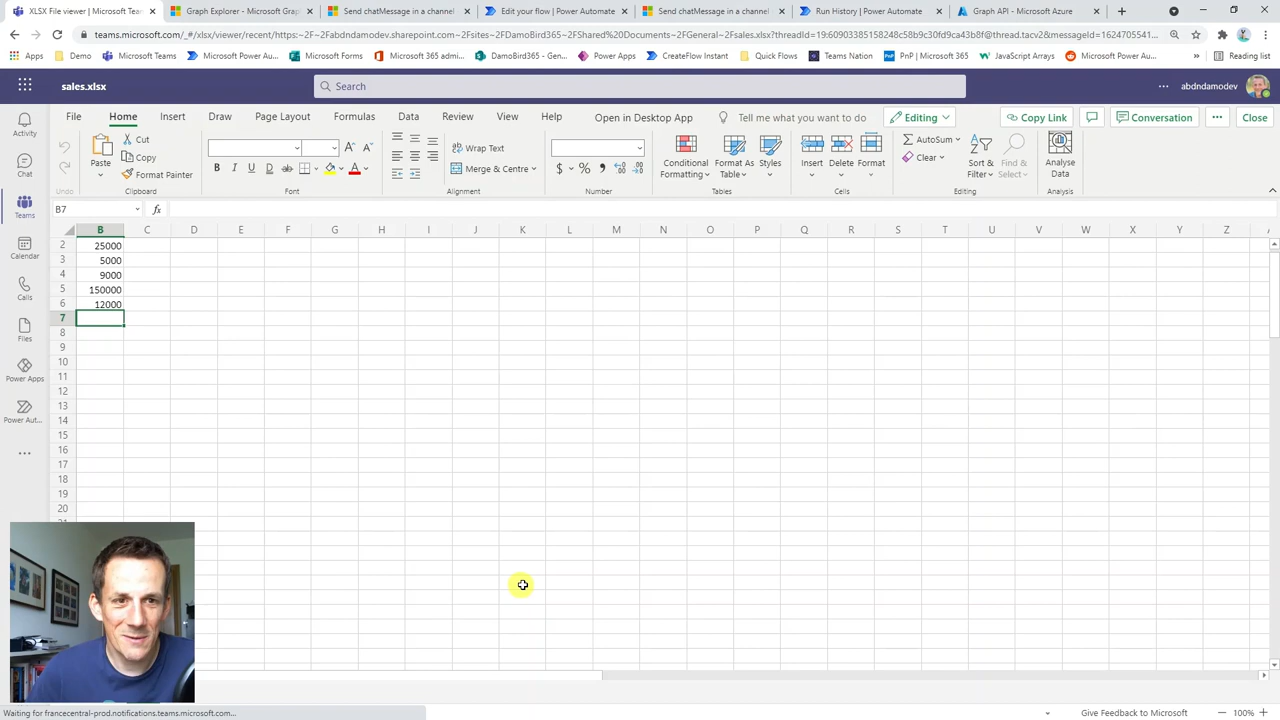 XLSX File viewer | Microsoft Tea
Graph Explorer - Microsoft Grap
Send chatMessage in a channel
Edit your flow | Power Automate
Send chatMessage in a channel
Run History | Power Automate
Graph API - Microsoft Azure
teams.microsoft.com/_#/xlsx/viewer/recent/https:~2F~2Fabdndamodev.sharepoint.com~2Fsites~2FDamoBird365~2FShared%20Documents~2FGeneral~2Fsales.xlsx?threadId=19:60903385158248c58b9c30fd9ca43b8f@thread.tacv2&messageId=1624705541...
Apps
Demo
Microsoft Teams
Microsoft Power Au...
Microsoft Forms
Microsoft 365 admi...
DamoBird365 - Gen...
Power Apps
CreateFlow Instant
Quick Flows
Teams Nation
PnP | Microsoft 365
JavaScript Arrays
Microsoft Power Au...
Reading list
sales.xlsx
Search
abdndamodev
Activity
Chat
Teams
Calendar
Calls
Files
Power Apps
Power Aut...
File
Home
Insert
Draw
Page Layout
Formulas
Data
Review
View
Help
Open in Desktop App
Tell me what you want to do
Editing
Copy Link
Conversation
Close
Undo
Paste
Cut
Copy
Format Painter
Clipboard
B I U D ab A
Font
Wrap Text
Merge & Centre
Alignment
$ % 9
Number
Conditional Formatting
Format As Table
Styles
Tables
Insert
Delete
Format
Cells
AutoSum
Clear
Sort & Filter
Find & Select
Editing
Analyse Data
Analysis
B7
fx
B C D E F G H I J K L M N O P Q R S T U V W X Y Z A
2 25000
3 5000
4 9000
5 150000
6 12000
7
8
9
10
11
12
13
14
15
16
17
18
19
20
Waiting for francecentral-prod.notifications.teams.microsoft.com...
Give Feedback to Microsoft
100%